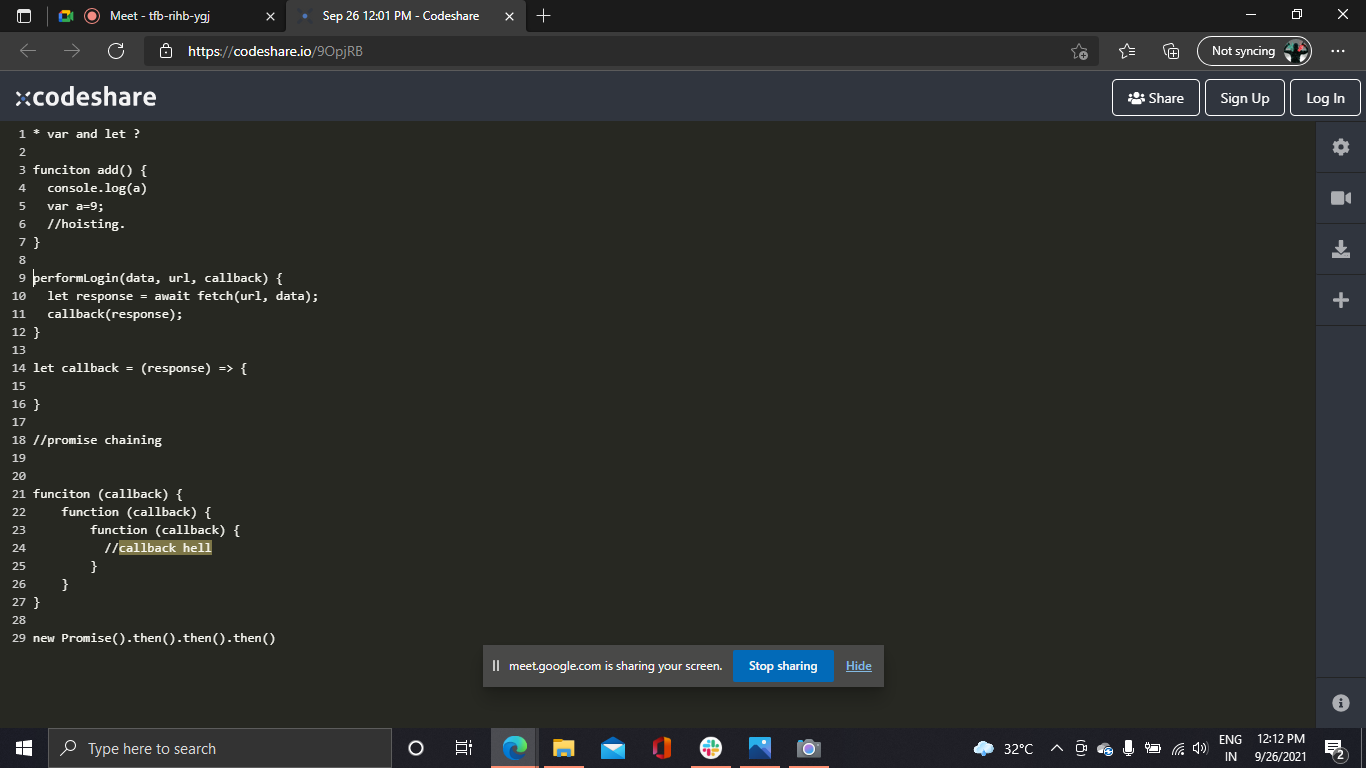 Meet - tfb-rihb-ygj
Sep 26 12:01 PM - Codeshare
https://codeshare.io/9OpjRB
Not syncing
codeshare
Share
Sign Up
Log In
1 * var and let ?
2
3 funciton add() {
4 console.log(a)
5 var a=9;
6 //hoisting.
7 }
8
9 performLogin(data, url, callback) {
10 let response = await fetch(url, data);
11 callback(response);
12 }
13
14 let callback = (response) => {
15
16 }
17
18 //promise chaining
19
20
21 funciton (callback) {
22 function (callback) {
23 function (callback) {
24 //callback hell
25 }
26 }
27 }
28
29 new Promise().then().then().then()
meet.google.com is sharing your screen.
Stop sharing
Hide
Type here to search
32°C
ENG
IN
12:12 PM
9/26/2021
2